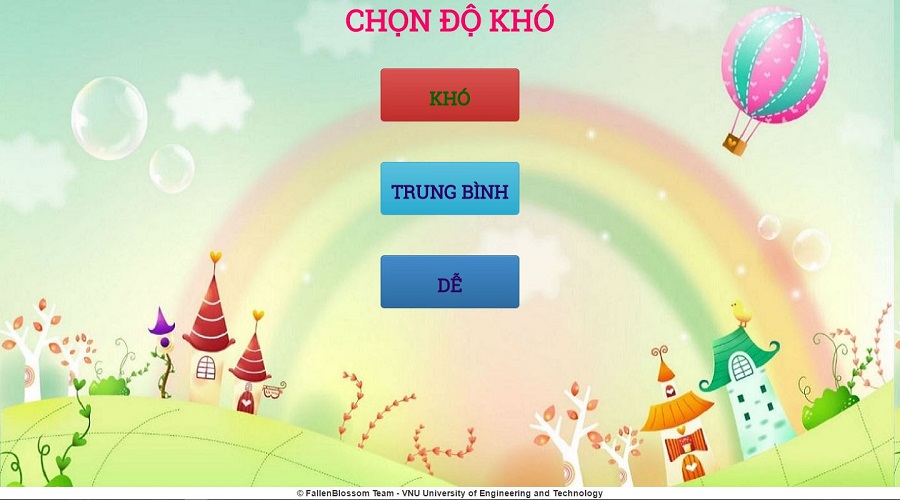 CHỌN ĐỘ KHÓ
KHÓ
TRUNG BÌNH
DỄ
© FallenBlossom Team - VNU University of Engineering and Technology